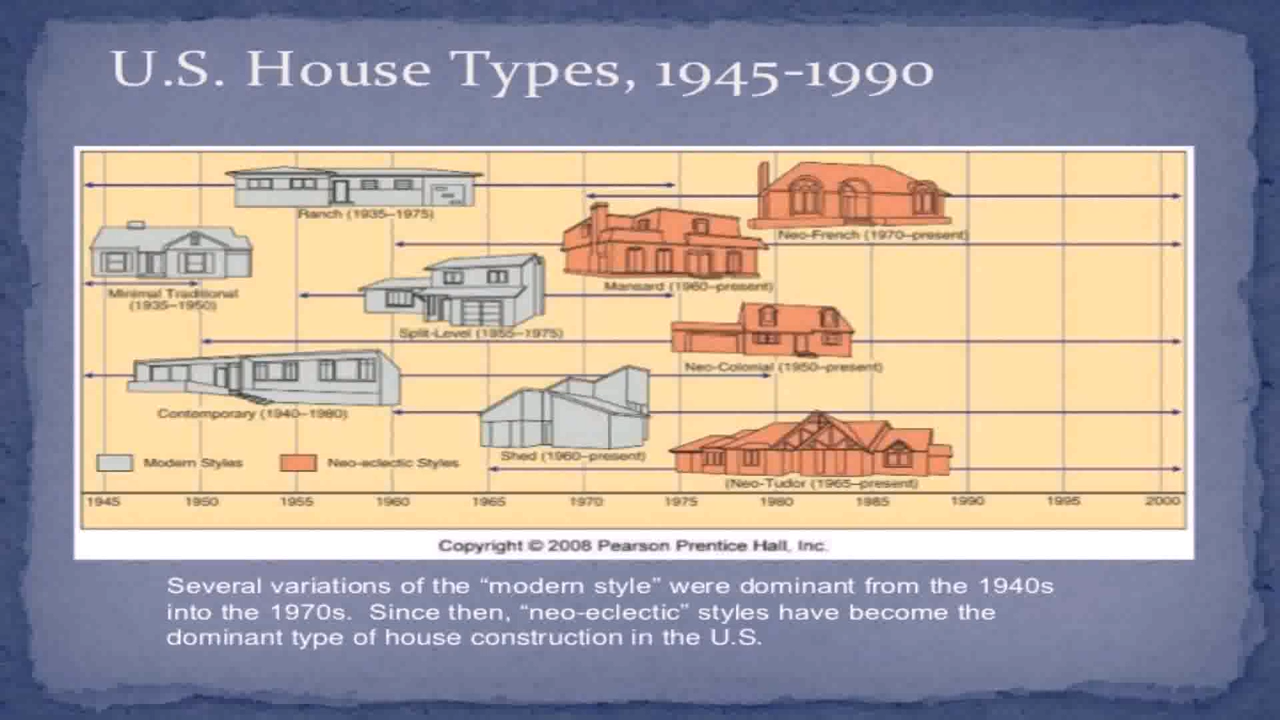 U.S. House Types, 1945-1990
Ranch (1935–1975)
Neo-French (1970–present)
Minimal Traditional
(1935–1950)
Mansard (1960–present)
Split-Level (1955–1975)
Neo-Colonial (1950–present)
Contemporary (1940–1980)
Shed (1960–present)
Modern Styles
Neo-eclectic Styles
(Neo-Tudor (1965–present)
1945 1950 1955 1960 1965 1970 1975 1980 1985 1990 1995 2000
Copyright © 2008 Pearson Prentice Hall, Inc.
Several variations of the “modern style” were dominant from the 1940s
into the 1970s. Since then, “neo-eclectic” styles have become the
dominant type of house construction in the U.S.